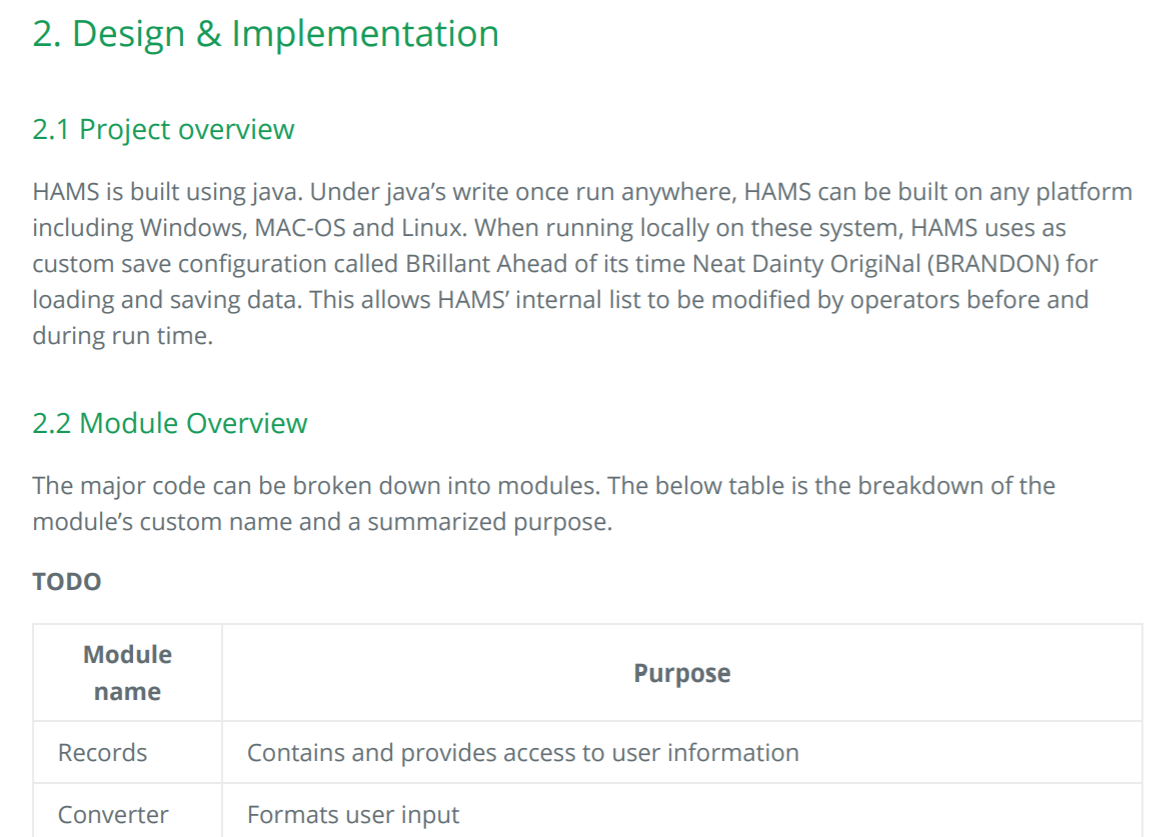 2. Design & Implementation
2.1 Project overview
HAMS is built using java. Under java’s write once run anywhere, HAMS can be built on any platform
including Windows, MAC-OS and Linux. When running locally on these system, HAMS uses as
custom save configuration called BRillant Ahead of its time Neat Dainty OrigiNal (BRANDON) for
loading and saving data. This allows HAMS’ internal list to be modified by operators before and
during run time.
2.2 Module Overview
The major code can be broken down into modules. The below table is the breakdown of the
module’s custom name and a summarized purpose.
TODO
Module
name
Purpose
Records
Contains and provides access to user information
Converter
Formats user input